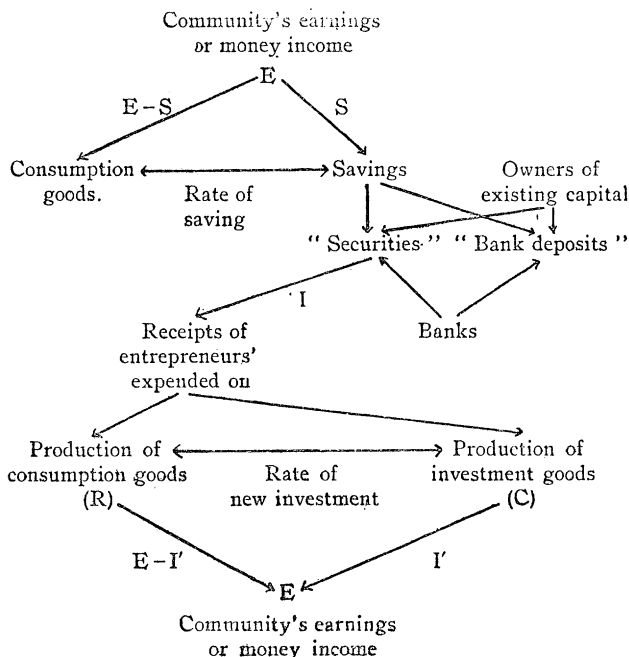 Community's earnings
or money income
E
E – S
S
Consumption
goods.
Rate of
saving
Savings
Owners of
existing capital
" Securities " " Bank deposits "
I
Receipts of
entrepreneurs'
expended on
Banks
Production of
consumption goods
(R)
Rate of
new investment
Production of
investment goods
(C)
E – I′
I′
E
Community's earnings
or money income